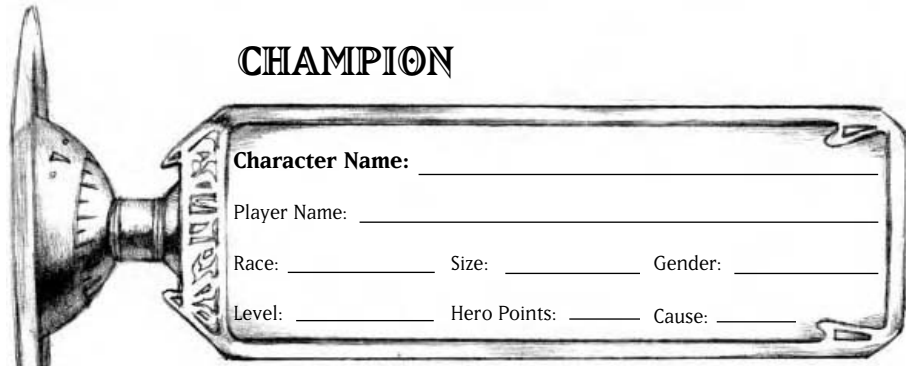 CHAMPION
Character Name:
Player Name:
Race: Size: Gender:
Level: Hero Points: Cause: